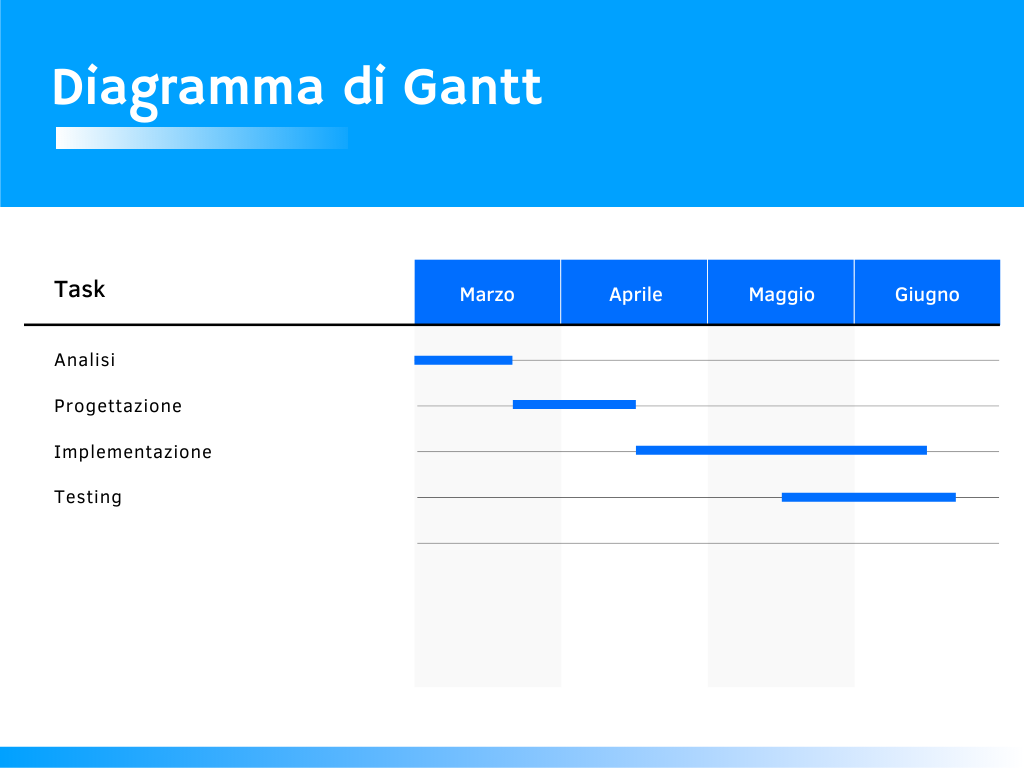 Diagramma di Gantt
Task
Marzo
Aprile
Maggio
Giugno
Analisi
Progettazione
Implementazione
Testing